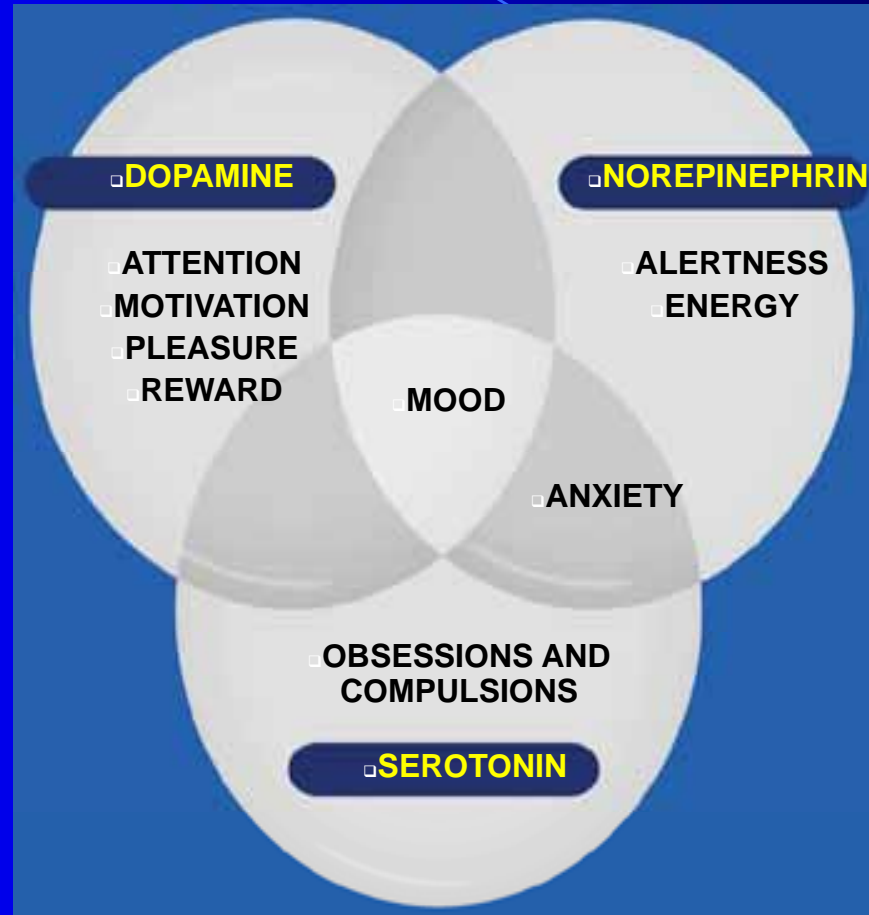 DOPAMINE
NOREPINEPHRIN
ATTENTION
MOTIVATION
PLEASURE
REWARD
ALERTNESS
ENERGY
MOOD
ANXIETY
OBSESSIONS AND
COMPULSIONS
SEROTONIN